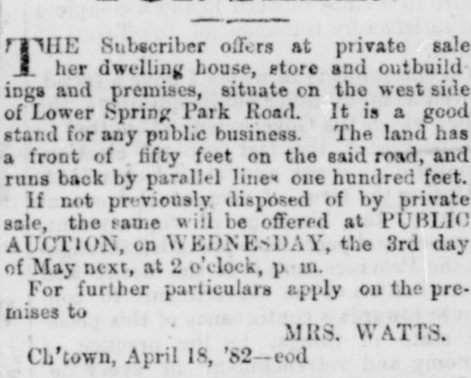 THE Subscriber offers at private sale
her dwelling house, store and outbuild-
ings and premises, situate on the west side
of Lower Spring Park Road. It is a good
stand for any public business. The land has
a front of fifty feet on the said road, and
runs back by parallel lines one hundred feet.
If not previously disposed of by private
sale, the same will be offered at PUBLIC
AUCTION, on WEDNESDAY, the 3rd day
of May next, at 2 o'clock, p. m.
For further particulars apply on the pre-
mises to
MRS. WATTS.
Ch'town, April 18, '82—eod